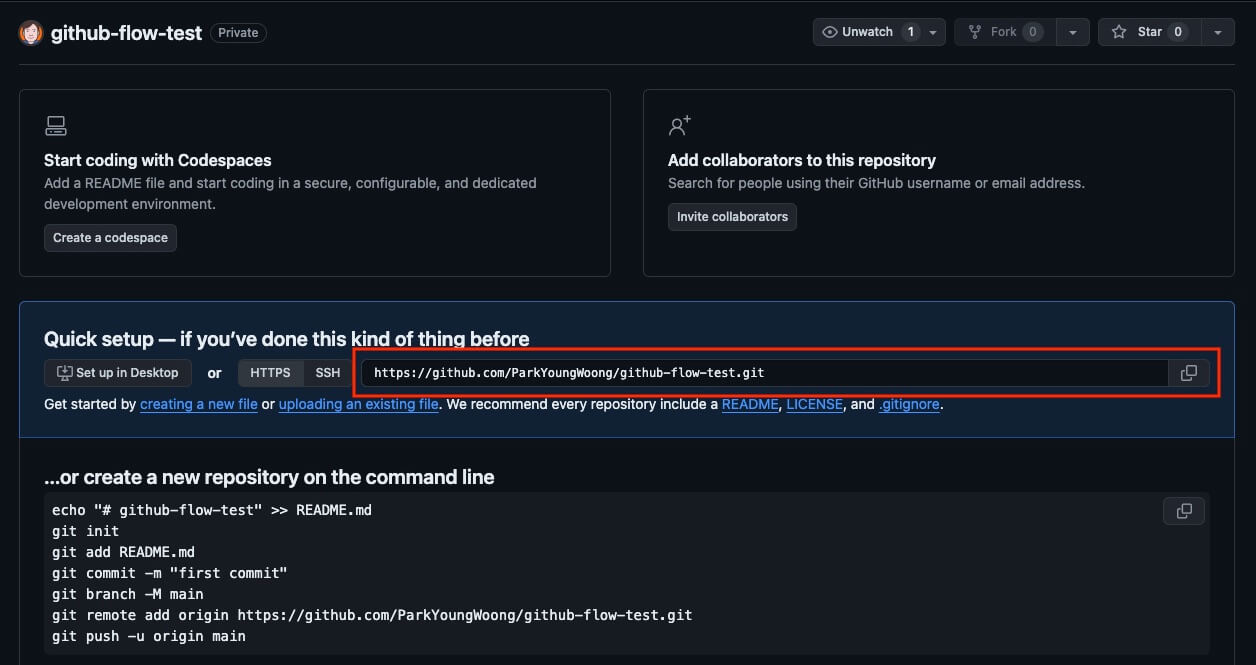 github-flow-test Private Unwatch 1 Fork 0 Star 0
Start coding with Codespaces
Add a README file and start coding in a secure, configurable, and dedicated
development environment.
Create a codespace
Add collaborators to this repository
Search for people using their GitHub username or email address.
Invite collaborators
Quick setup — if you’ve done this kind of thing before
Set up in Desktop or HTTPS SSH https://github.com/ParkYoungWoong/github-flow-test.git
Get started by creating a new file or uploading an existing file. We recommend every repository include a README, LICENSE, and .gitignore.
...or create a new repository on the command line
echo "# github-flow-test" >> README.md
git init
git add README.md
git commit -m "first commit"
git branch -M main
git remote add origin https://github.com/ParkYoungWoong/github-flow-test.git
git push -u origin main